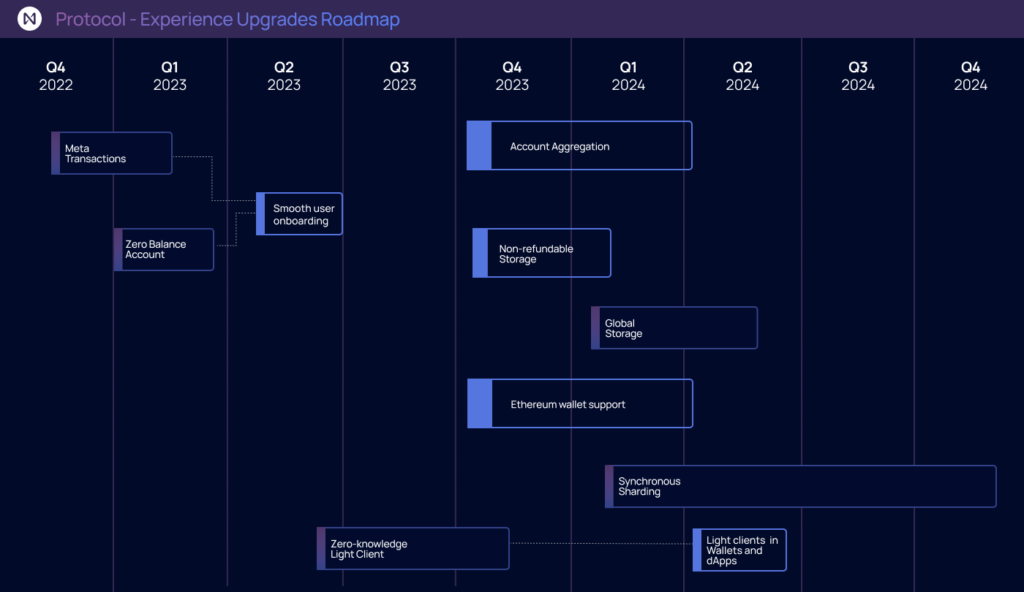 Protocol - Experience Upgrades Roadmap
Q4
2022
Q1
2023
Q2
2023
Q3
2023
Q4
2023
Q1
2024
Q2
2024
Q3
2024
Q4
2024
Meta
Transactions
Account Aggregation
Smooth user
onboarding
Zero Balance
Account
Non-refundable
Storage
Global
Storage
Ethereum wallet support
Synchronous
Sharding
Zero-knowledge
Light Client
Light clients in
Wallets and
dApps